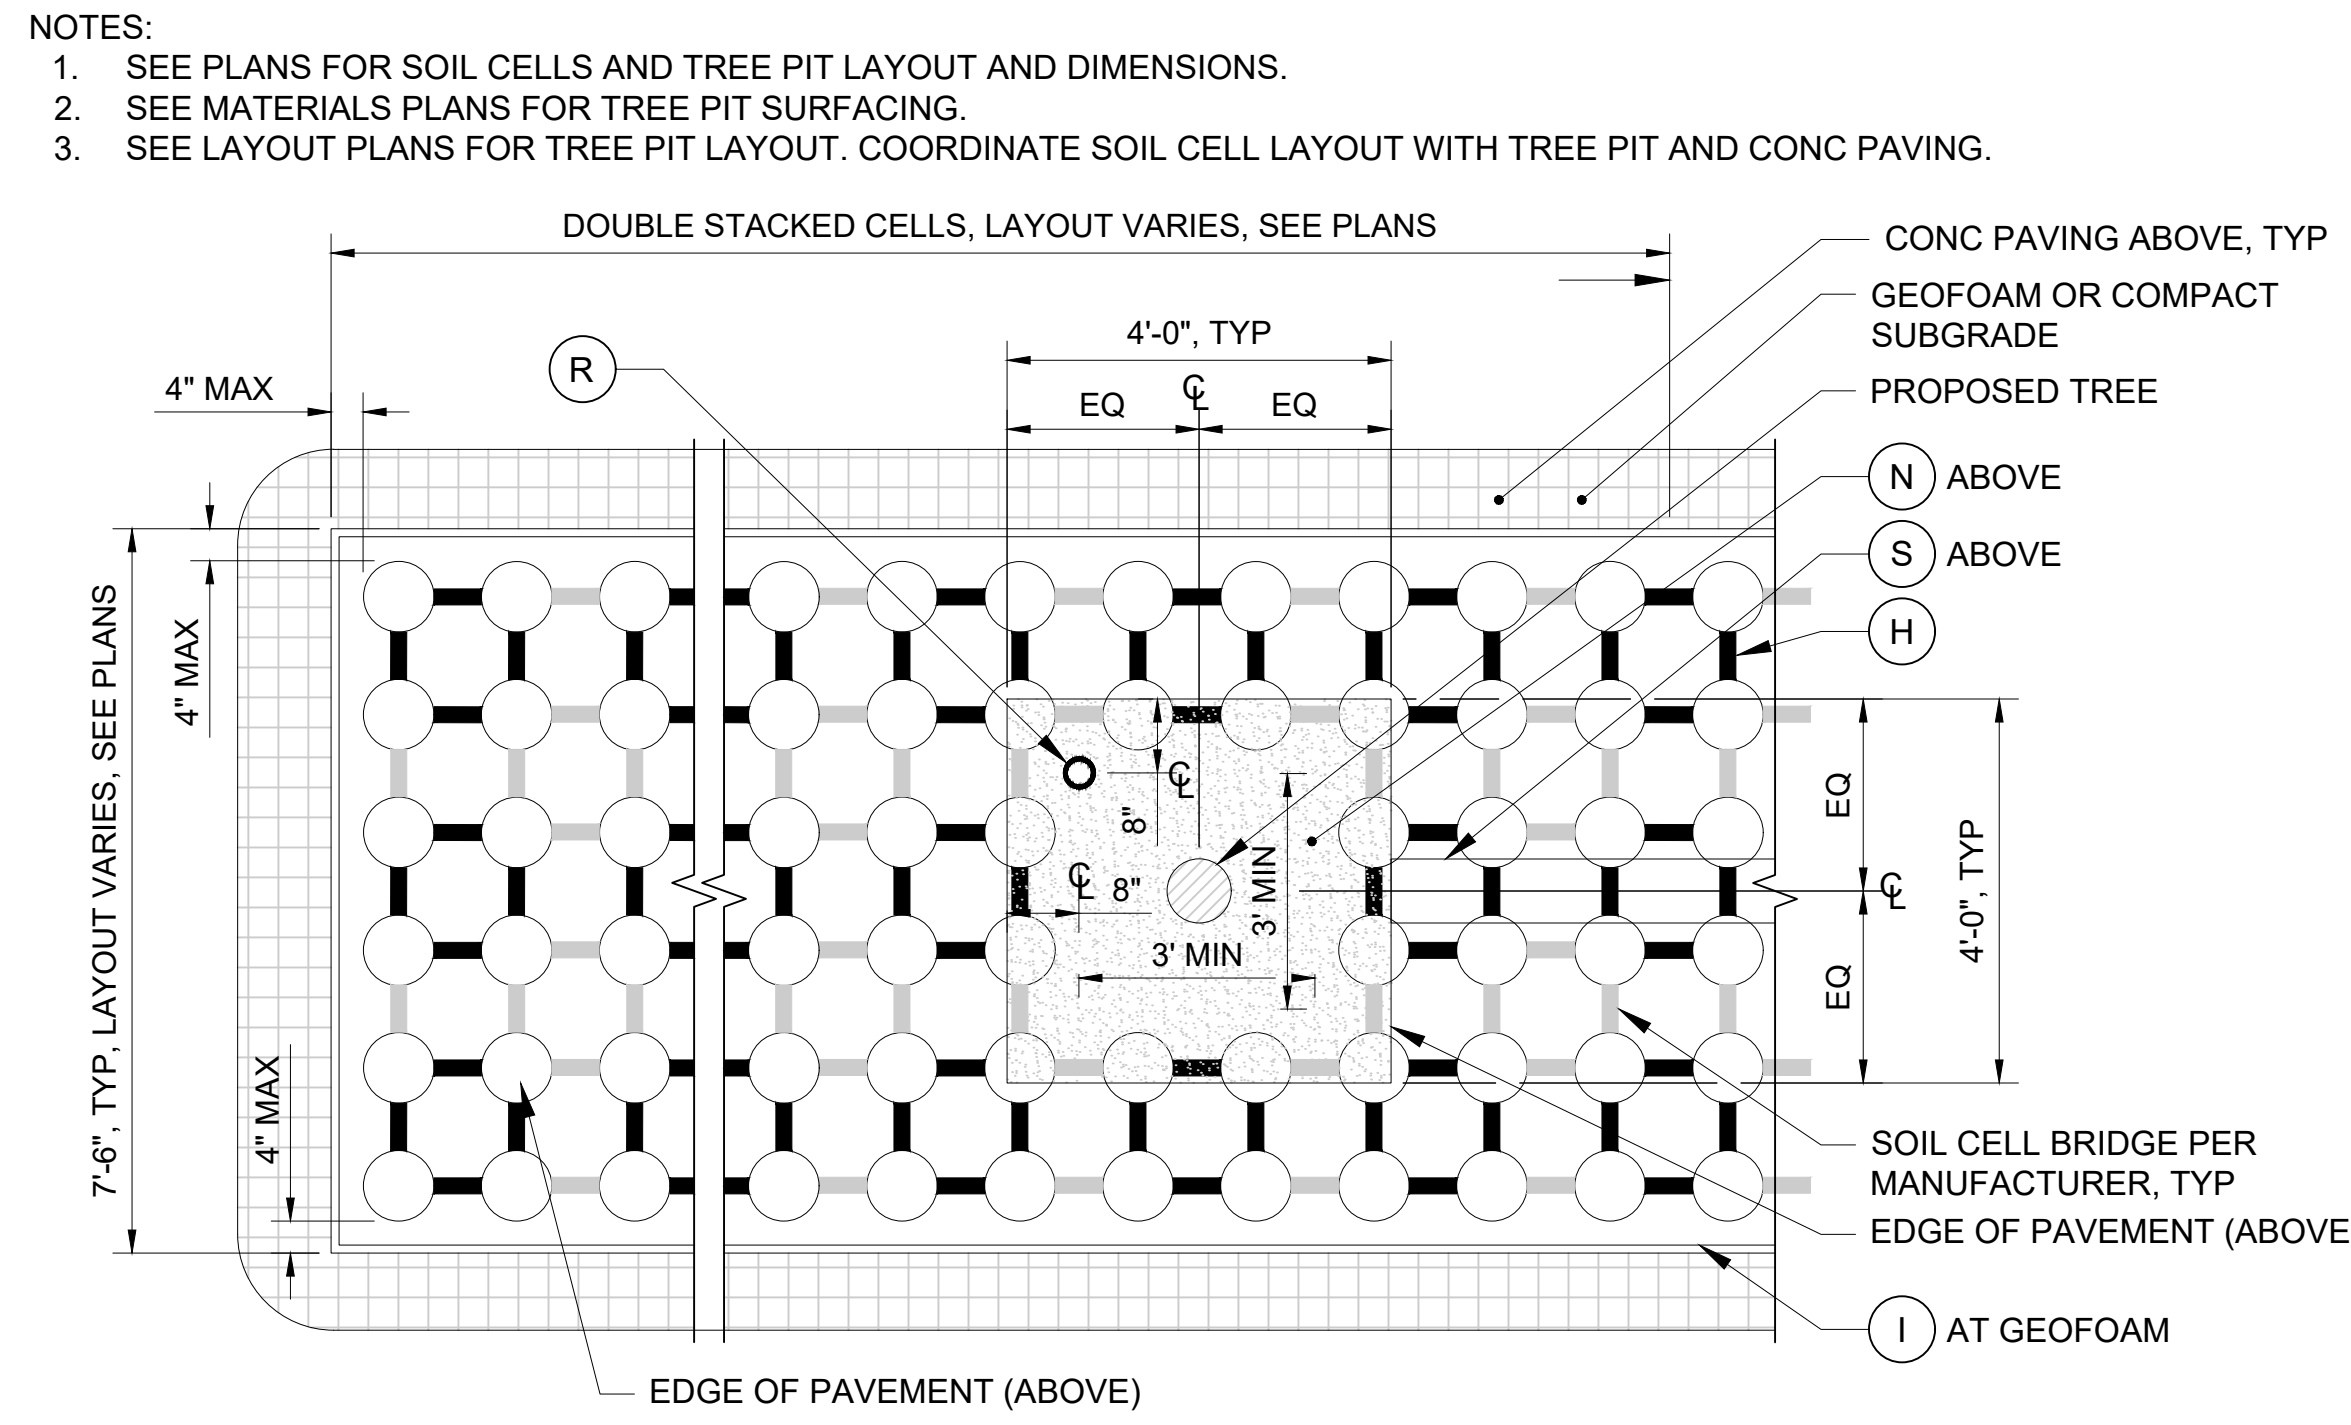 NOTES:
1. SEE PLANS FOR SOIL CELLS AND TREE PIT LAYOUT AND DIMENSIONS.
2. SEE MATERIALS PLANS FOR TREE PIT SURFACING.
3. SEE LAYOUT PLANS FOR TREE PIT LAYOUT. COORDINATE SOIL CELL LAYOUT WITH TREE PIT AND CONC PAVING.
DOUBLE STACKED CELLS, LAYOUT VARIES, SEE PLANS
CONC PAVING ABOVE, TYP
GEOFOAM OR COMPACT
SUBGRADE
4'-0", TYP
R
4" MAX
PROPOSED TREE
EQ
℄
EQ
N ABOVE
S ABOVE
H
7'-6", TYP, LAYOUT VARIES, SEE PLANS
4" MAX
℄
8"
℄
8"
3' MIN
3' MIN
EQ
℄
4'-0", TYP
EQ
4" MAX
SOIL CELL BRIDGE PER
MANUFACTURER, TYP
EDGE OF PAVEMENT (ABOVE
I AT GEOFOAM
EDGE OF PAVEMENT (ABOVE)